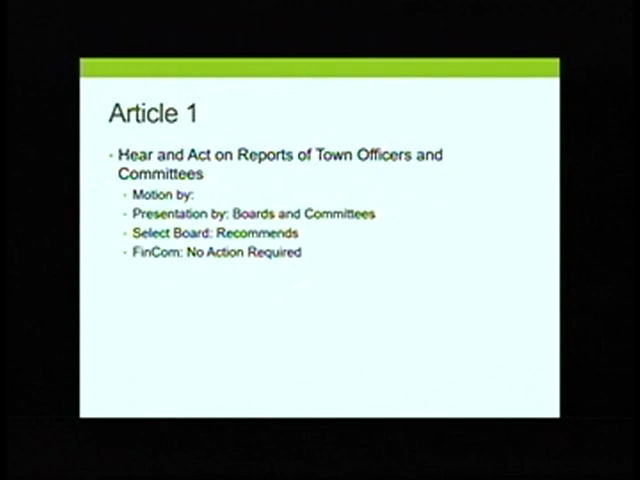 Article 1
Hear and Act on Reports of Town Officers and
Committees
Motion by:
Presentation by: Boards and Committees
Select Board: Recommends
FinCom: No Action Required